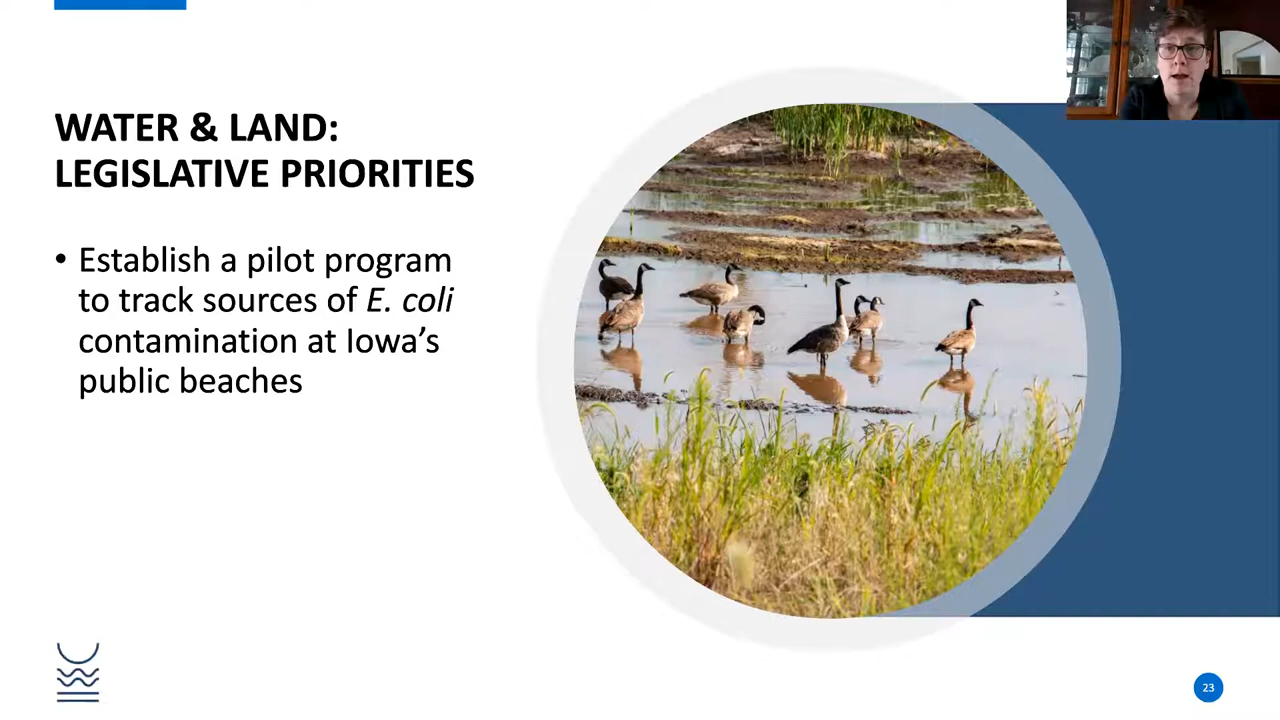 WATER & LAND:
LEGISLATIVE PRIORITIES
• Establish a pilot program
to track sources of E. coli
contamination at Iowa’s
public beaches
23